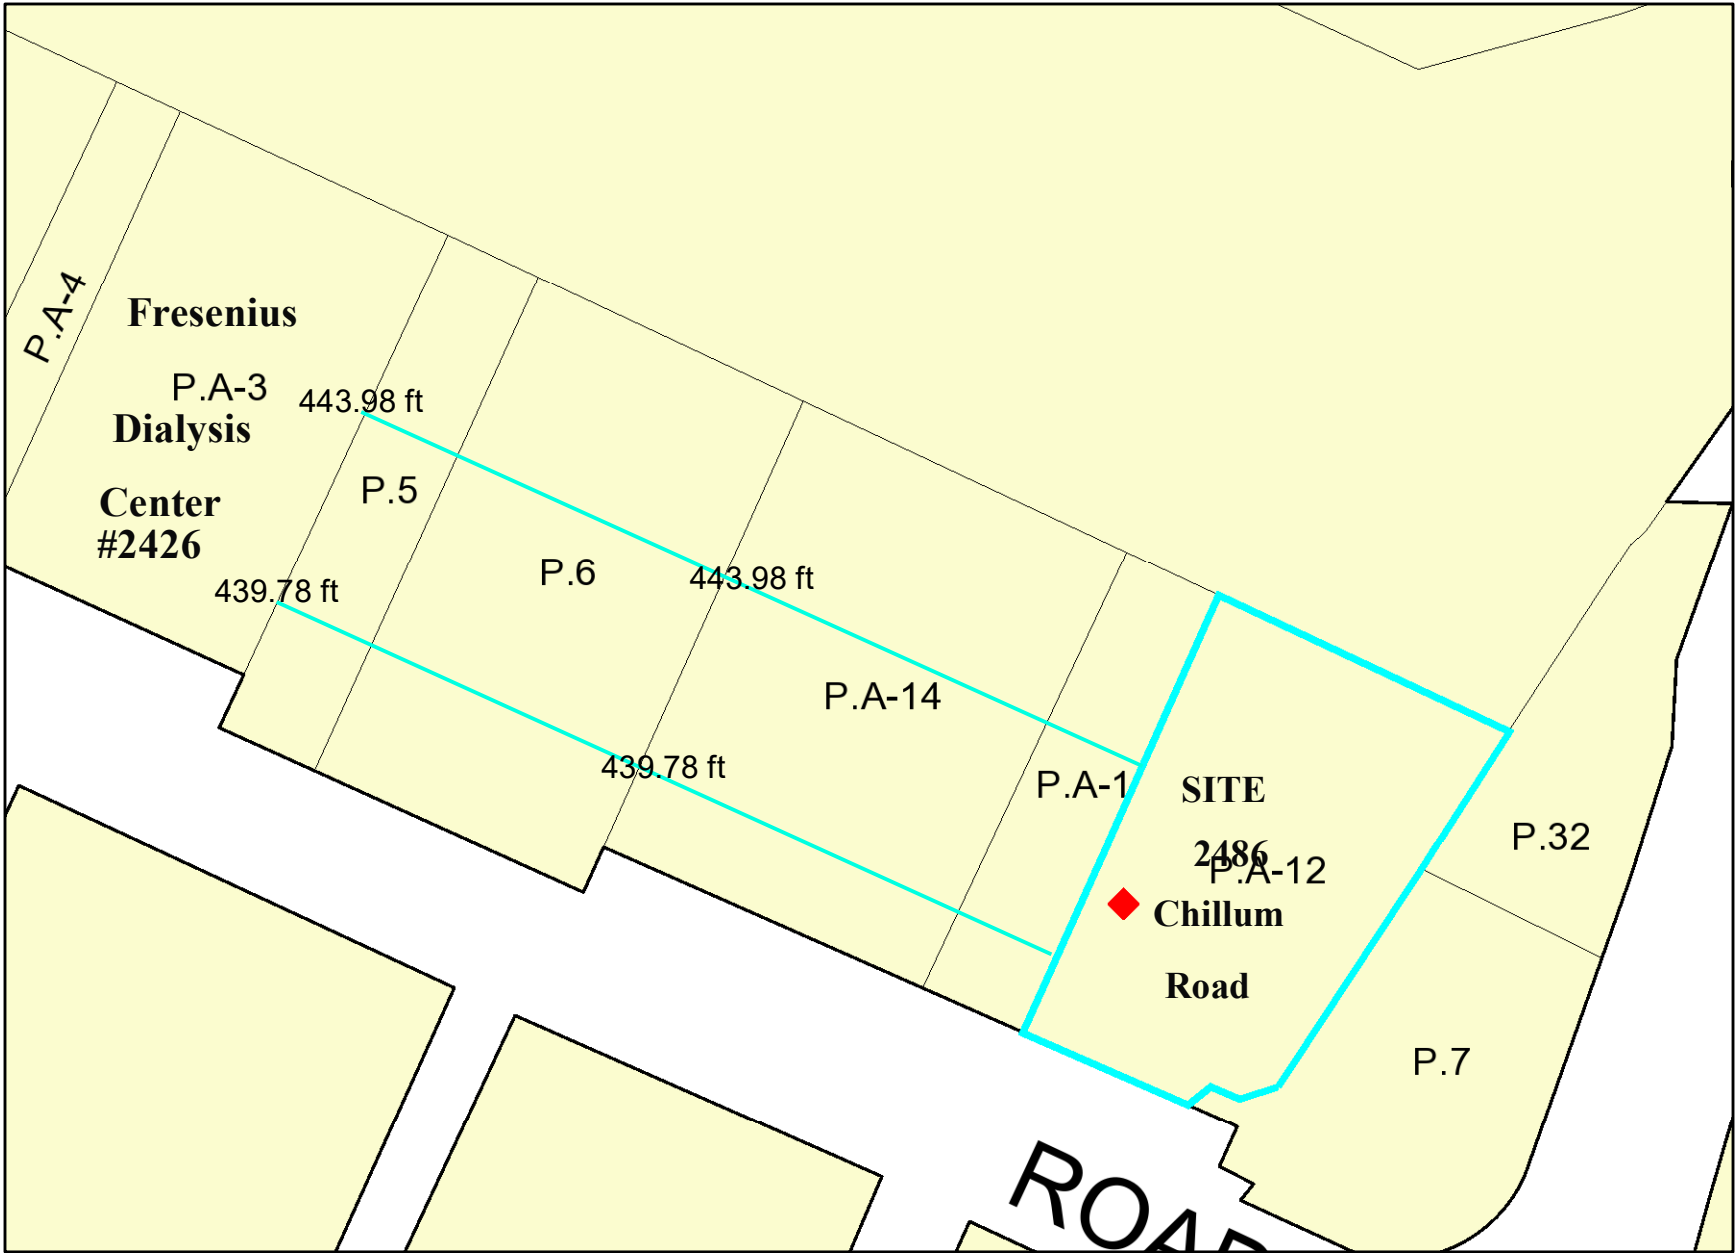 P.A-4
Fresenius
P.A-3
443.98 ft
Dialysis
P.5
Center
#2426
P.6
443.98 ft
439.78 ft
P.A-14
439.78 ft
P.A-1
SITE
P.32
2486
P.A-12
Chillum
Road
P.7
ROAD